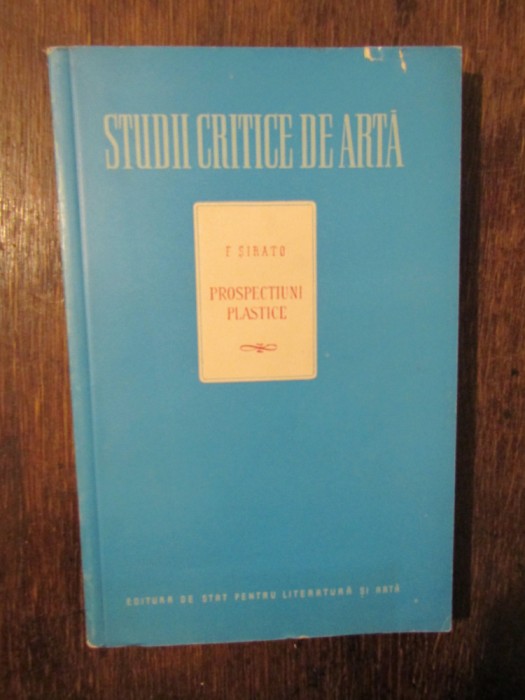 STUDII CRITICE DE ARTĂ
F ŞIRATO
PROSPECTIUNI
PLASTICE
EDITURA DE STAT PENTRU LITERATURĂ ŞI ARTĂ